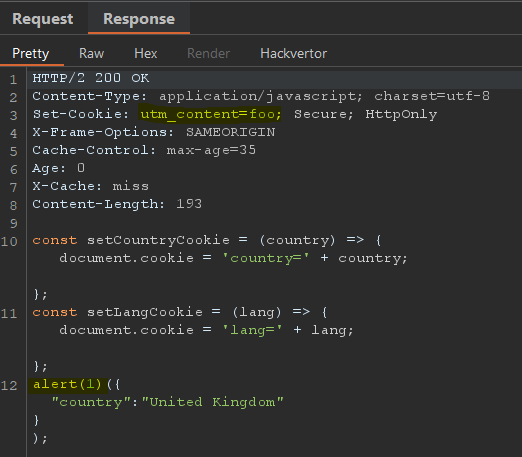 Request Response
Pretty Raw Hex Render Hackvertor
1 HTTP/2 200 OK
2 Content-Type: application/javascript; charset=utf-8
3 Set-Cookie: utm_content=foo; Secure; HttpOnly
4 X-Frame-Options: SAMEORIGIN
5 Cache-Control: max-age=35
6 Age: 0
7 X-Cache: miss
8 Content-Length: 193
9
10 const setCountryCookie = (country) => {
document.cookie = 'country=' + country;
};
11 const setLangCookie = (lang) => {
document.cookie = 'lang=' + lang;
};
12 alert(1)({
"country":"United Kingdom"
}
);